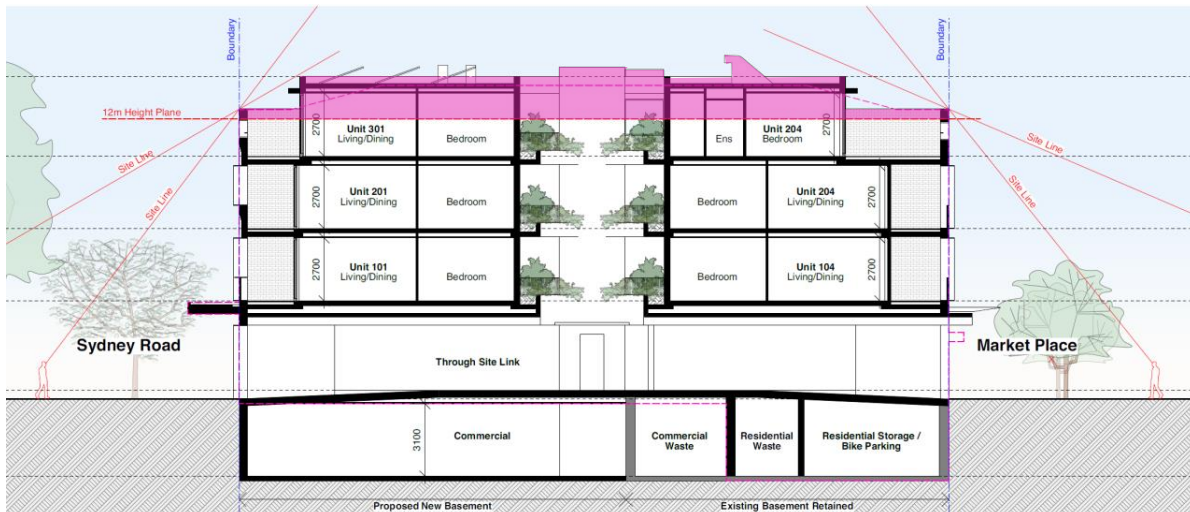 Boundary
Boundary
12m Height Plane
2700
Unit 301
Living/Dining
Bedroom
Ens
Unit 204
Bedroom
2700
Site Line
Site Line
Site Line
Site Line
2700
Unit 201
Living/Dining
Bedroom
Bedroom
Unit 204
Living/Dining
2700
2700
Unit 101
Living/Dining
Bedroom
Bedroom
Unit 104
Living/Dining
2700
Sydney Road
Market Place
Through Site Link
3100
Commercial
Commercial
Waste
Residential
Waste
Residential Storage /
Bike Parking
Proposed New Basement
Existing Basement Retained